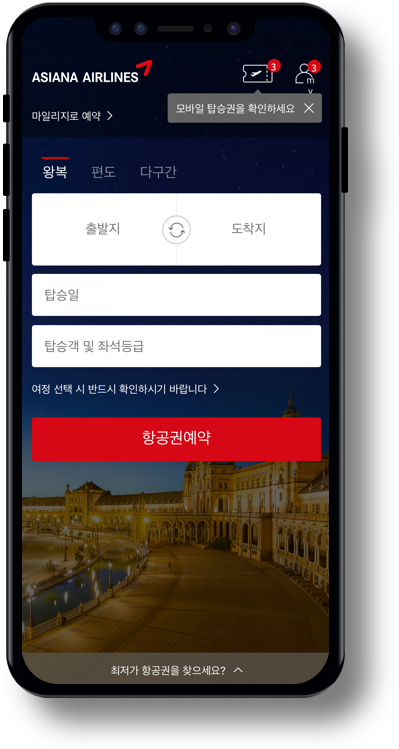 ASIANA AIRLINES
3
3
my
마일리지로 예약
모바일 탑승권을 확인하세요
왕복 편도 다구간
출발지 도착지
탑승일
탑승객 및 좌석등급
여정 선택 시 반드시 확인하시기 바랍니다
항공권예약
최저가 항공권을 찾으세요?